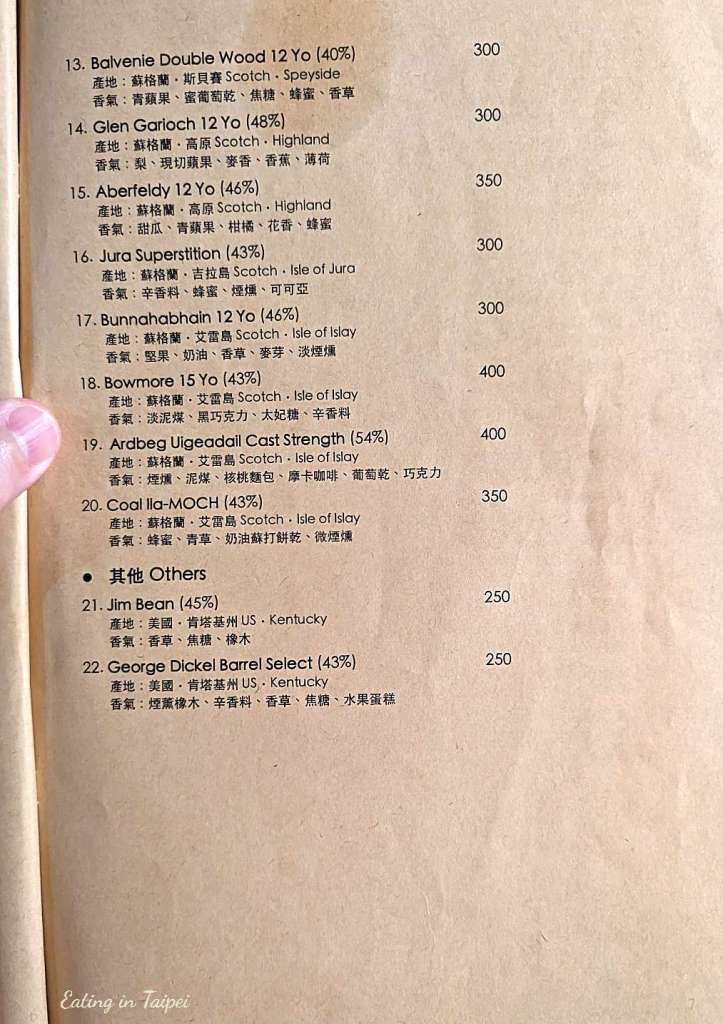 13. Balvenie Double Wood 12 Yo (40%) 300
產地：蘇格蘭・斯貝賽 Scotch・Speyside
香氣：青蘋果、蜜葡萄乾、焦糖、蜂蜜、香草
14. Glen Garioch 12 Yo (48%) 300
產地：蘇格蘭・高原 Scotch・Highland
香氣：梨、現切蘋果、麥香、香蕉、薄荷
15. Aberfeldy 12 Yo (46%) 350
產地：蘇格蘭・高原 Scotch・Highland
香氣：甜瓜、青蘋果、柑橘、花香、蜂蜜
16. Jura Superstition (43%) 300
產地：蘇格蘭・吉拉島 Scotch・Isle of Jura
香氣：辛香料、蜂蜜、煙燻、可可亞
17. Bunnahabhain 12 Yo (46%) 300
產地：蘇格蘭・艾雷島 Scotch・Isle of Islay
香氣：堅果、奶油、香草、麥芽、淡煙燻
18. Bowmore 15 Yo (43%) 400
產地：蘇格蘭・艾雷島 Scotch・Isle of Islay
香氣：淡泥煤、黑巧克力、太妃糖、辛香料
19. Ardbeg Uigeadail Cast Strength (54%) 400
產地：蘇格蘭・艾雷島 Scotch・Isle of Islay
香氣：煙燻、泥煤、核桃麵包、摩卡咖啡、葡萄乾、巧克力
20. Coal Ila-MOCH (43%) 350
產地：蘇格蘭・艾雷島 Scotch・Isle of Islay
香氣：蜂蜜、青草、奶油蘇打餅乾、微煙燻
● 其他 Others
21. Jim Bean (45%) 250
產地：美國・肯塔基州 US・Kentucky
香氣：香草、焦糖、橡木
22. George Dickel Barrel Select (43%) 250
產地：美國・肯塔基州 US・Kentucky
香氣：煙薰橡木、辛香料、香草、焦糖、水果蛋糕
Eating in Taipei
6
7